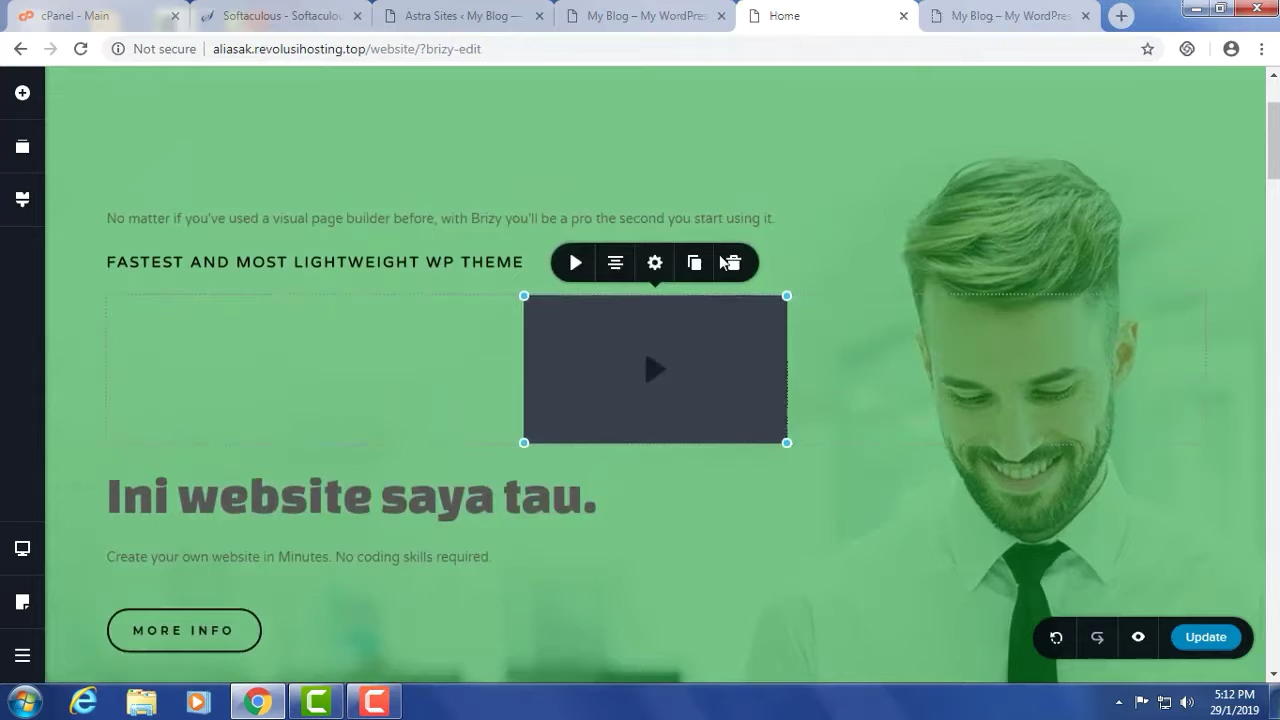 cPanel - Main
Softaculous - Softaculou
Astra Sites ‹ My Blog —
My Blog – My WordPres
Home
My Blog – My WordPres
Not secure
aliasak.revolusihosting.top/website/?brizy-edit
No matter if you've used a visual page builder before, with Brizy you'll be a pro the second you start using it.
FASTEST AND MOST LIGHTWEIGHT WP THEME
Ini website saya tau.
Create your own website in Minutes. No coding skills required.
MORE INFO
Update
5:12 PM
29/1/2019